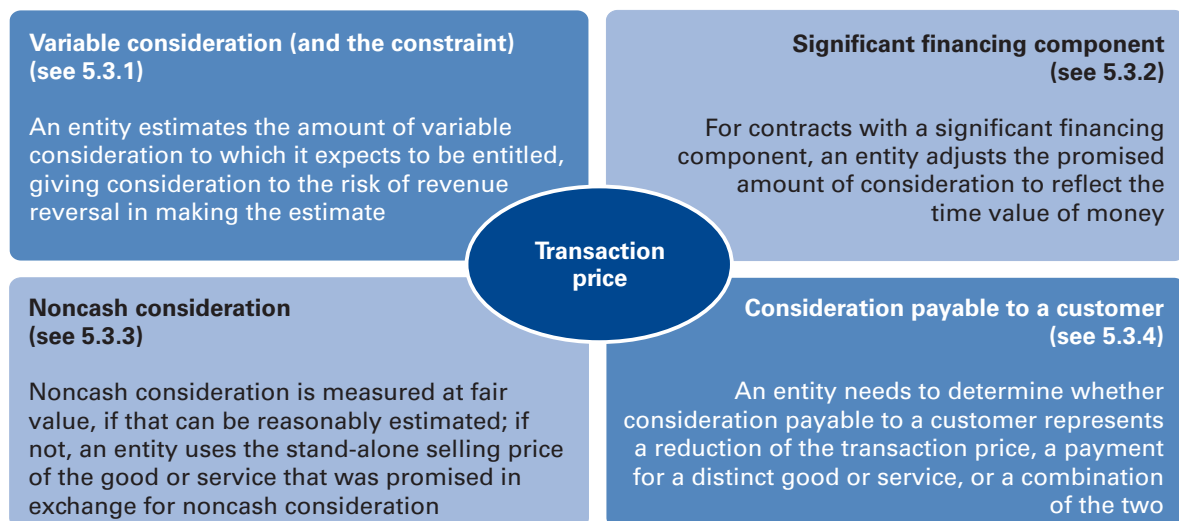 Variable consideration (and the constraint)
(see 5.3.1)
An entity estimates the amount of variable
consideration to which it expects to be entitled,
giving consideration to the risk of revenue
reversal in making the estimate
Significant financing component
(see 5.3.2)
For contracts with a significant financing
component, an entity adjusts the promised
amount of consideration to reflect the
time value of money
Transaction
price
Noncash consideration
(see 5.3.3)
Noncash consideration is measured at fair
value, if that can be reasonably estimated; if
not, an entity uses the stand-alone selling price
of the good or service that was promised in
exchange for noncash consideration
Consideration payable to a customer
(see 5.3.4)
An entity needs to determine whether
consideration payable to a customer represents
a reduction of the transaction price, a payment
for a distinct good or service, or a combination
of the two